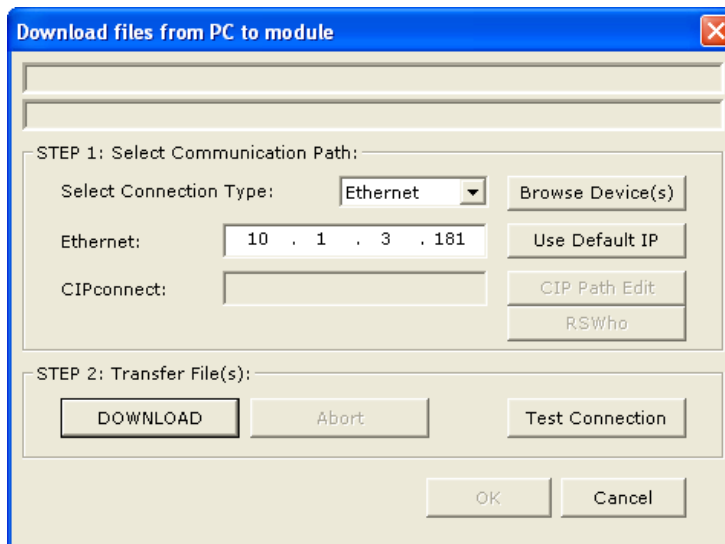 Download files from PC to module
STEP 1: Select Communication Path:
Select Connection Type: Ethernet Browse Device(s)
Ethernet: 10 . 1 . 3 . 181 Use Default IP
CIPconnect: CIP Path Edit
RSWho
STEP 2: Transfer File(s):
DOWNLOAD Abort Test Connection
OK Cancel